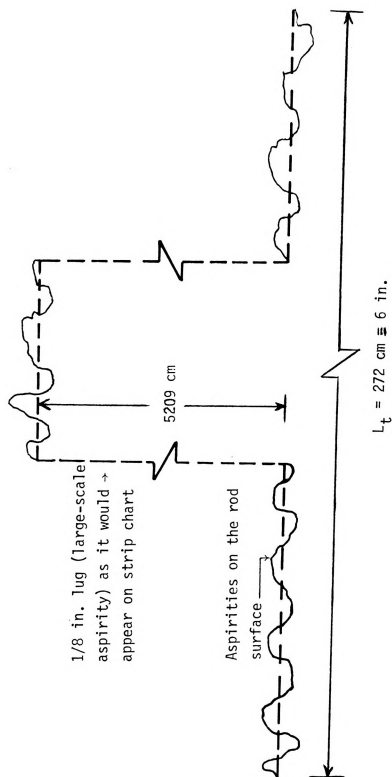 1/8 in. lug (large-scale
aspirity) as it would →
appear on strip chart
5209 cm
Aspirities on the rod
surface
L_t = 272 cm ≡ 6 in.